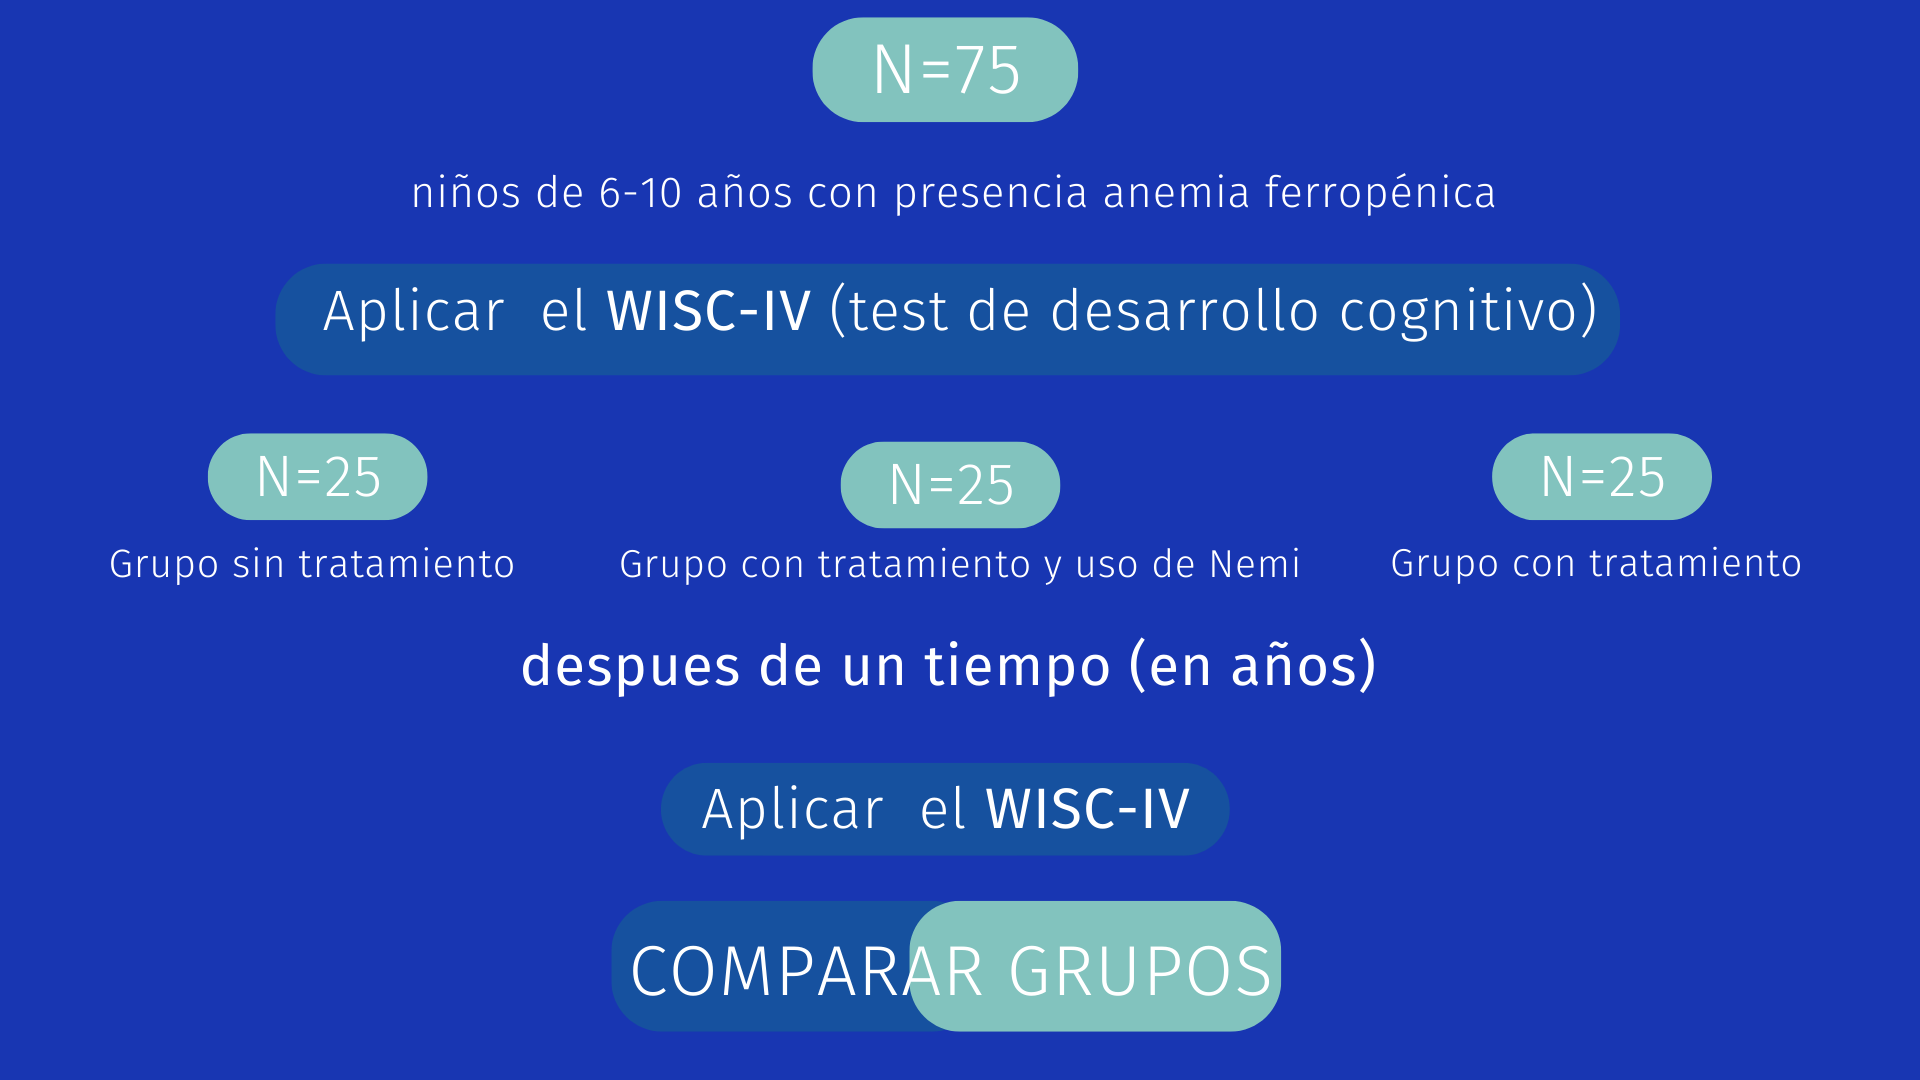 N=75
niños de 6-10 años con presencia anemia ferropénica
Aplicar el WISC-IV (test de desarrollo cognitivo)
N=25
N=25
N=25
Grupo sin tratamiento
Grupo con tratamiento y uso de Nemi
Grupo con tratamiento
despues de un tiempo (en años)
Aplicar el WISC-IV
COMPARAR GRUPOS